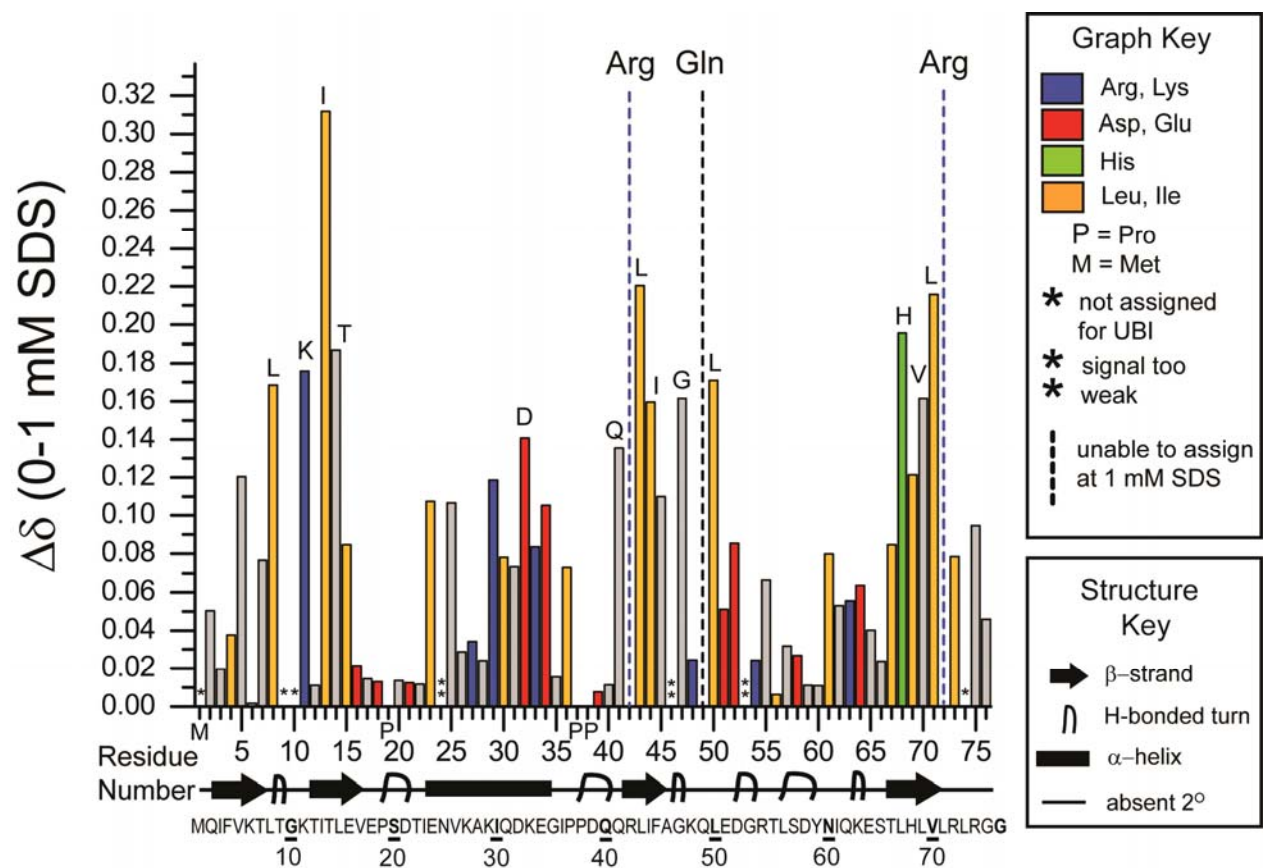 Arg Gln Arg
Δδ (0-1 mM SDS)
0.32
0.30
0.28
0.26
0.24
0.22
0.20
0.18
0.16
0.14
0.12
0.10
0.08
0.06
0.04
0.02
0.00
L K I T D Q L I G L H V L
* * * * * * * * * * *
M P PP
Residue 5 10 15 20 25 30 35 40 45 50 55 60 65 70 75
Number
MQIFVKTLTGKTITLEVEPSDTIENVKAKIQDKEGIPPDQQRLIFAGKQLEDGRTLSDYNIQKESTLHLVLRLRGG
10 20 30 40 50 60 70
Graph Key
Arg, Lys
Asp, Glu
His
Leu, Ile
P = Pro
M = Met
* not assigned
for UBI
* signal too
* weak
unable to assign
at 1 mM SDS
Structure
Key
β−strand
H-bonded turn
α−helix
absent 2°